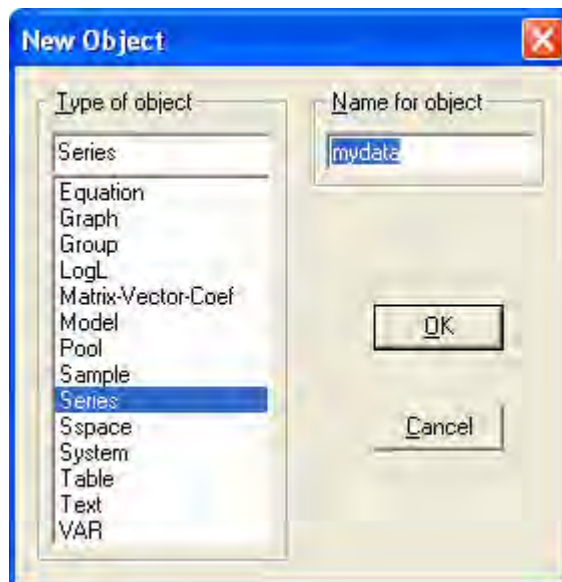 New Object
Type of object
Series
Equation
Graph
Group
LogL
Matrix-Vector-Coef
Model
Pool
Sample
Series
Sspace
System
Table
Text
VAR
Name for object
mydata
OK
Cancel